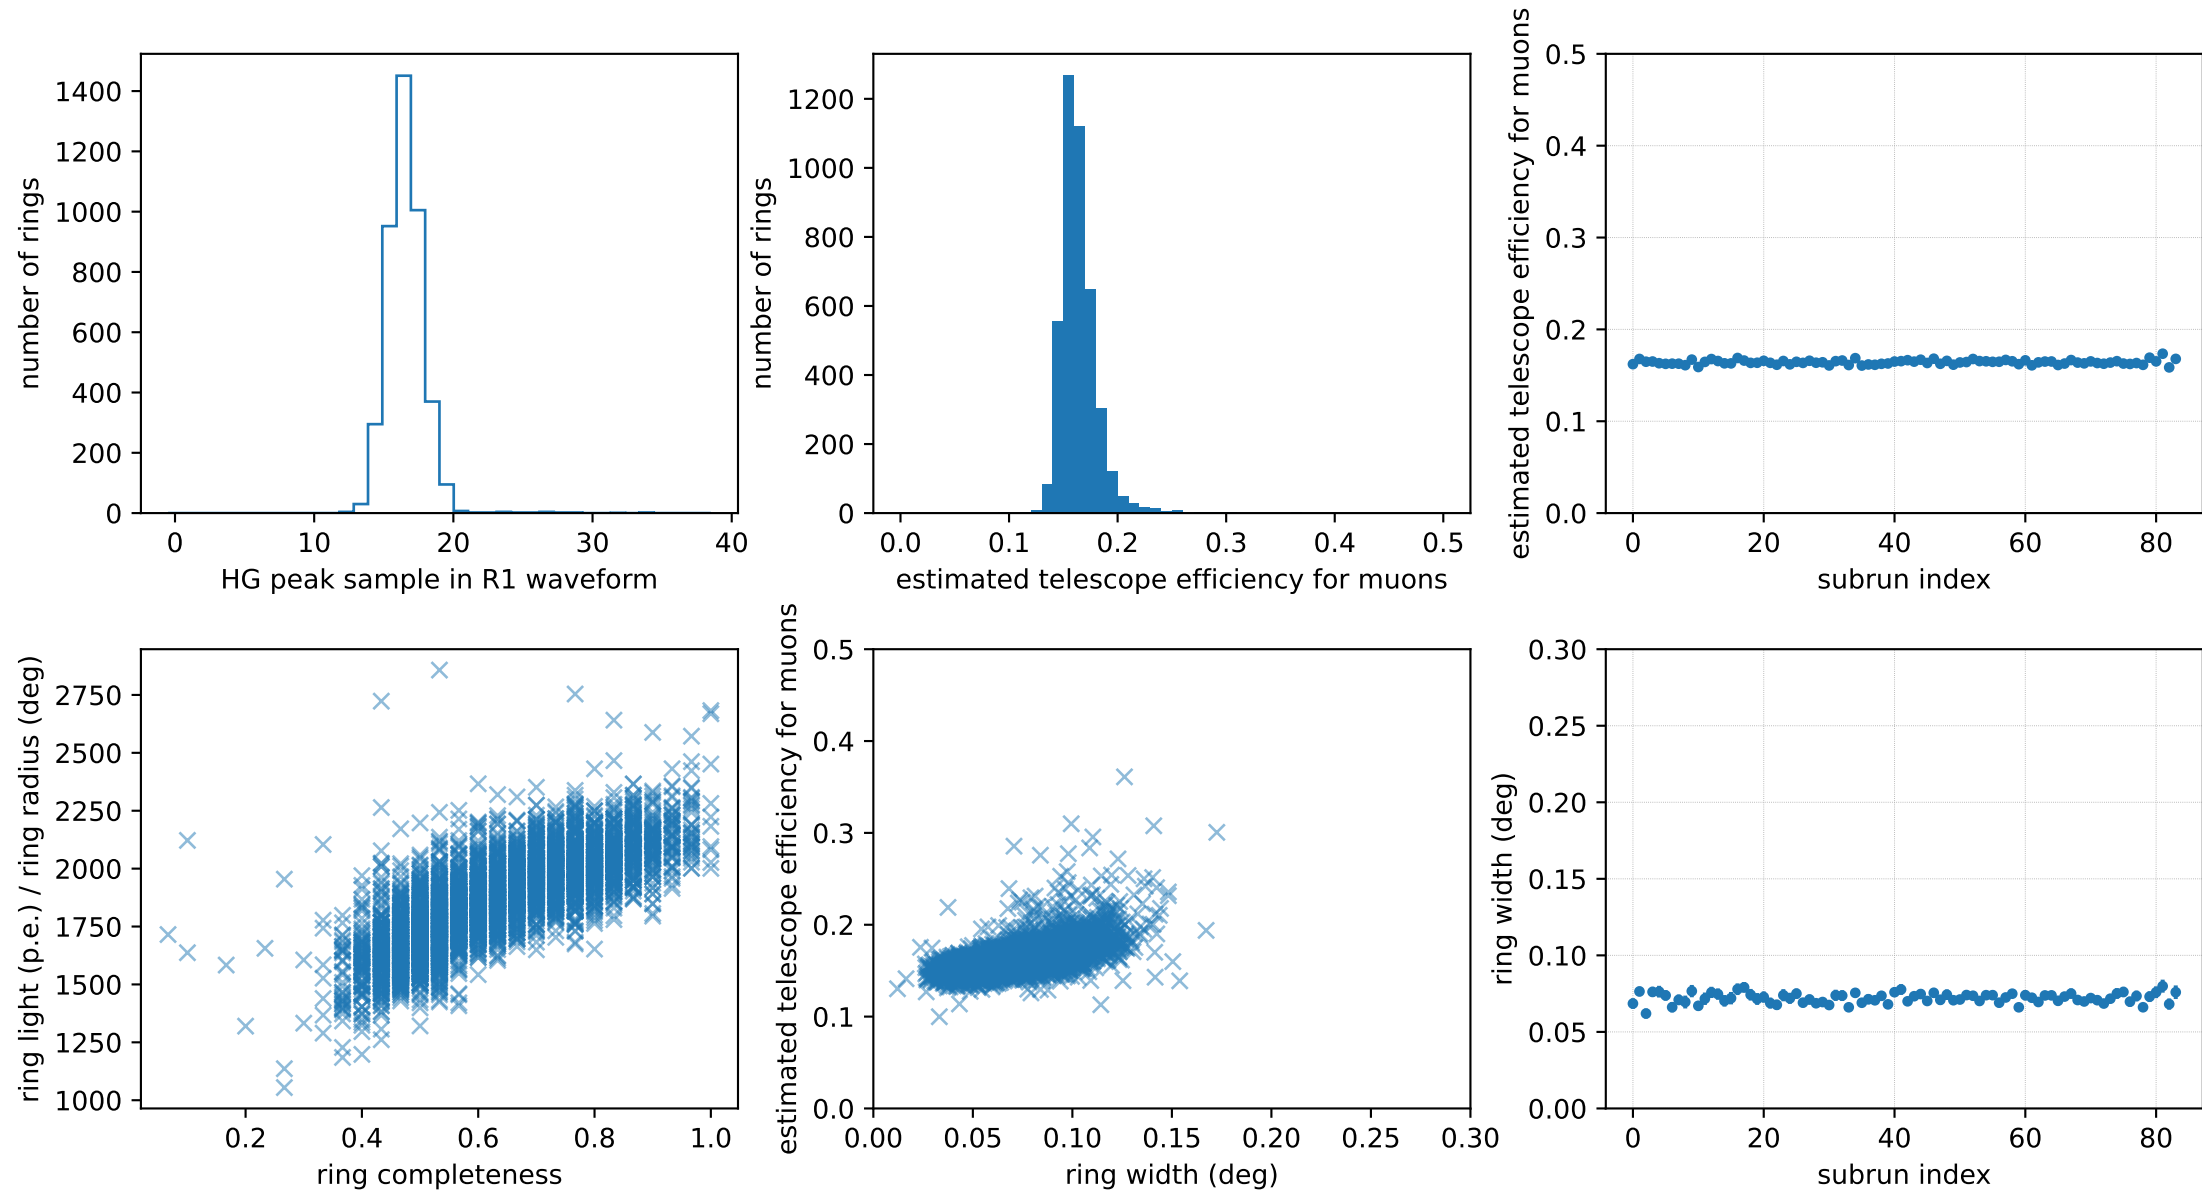 number of rings
1400
1200
1000
800
600
400
200
0
0 10 20 30 40
HG peak sample in R1 waveform
number of rings
1200
1000
800
600
400
200
0
0.0 0.1 0.2 0.3 0.4 0.5
estimated telescope efficiency for muons
estimated telescope efficiency for muons
0.5
0.4
0.3
0.2
0.1
0.0
0 20 40 60 80
subrun index
ring light (p.e.) / ring radius (deg)
2750
2500
2250
2000
1750
1500
1250
1000
0.2 0.4 0.6 0.8 1.0
ring completeness
estimated telescope efficiency for muons
0.5
0.4
0.3
0.2
0.1
0.0
0.00 0.05 0.10 0.15 0.20 0.25 0.30
ring width (deg)
ring width (deg)
0.30
0.25
0.20
0.15
0.10
0.05
0.00
0 20 40 60 80
subrun index